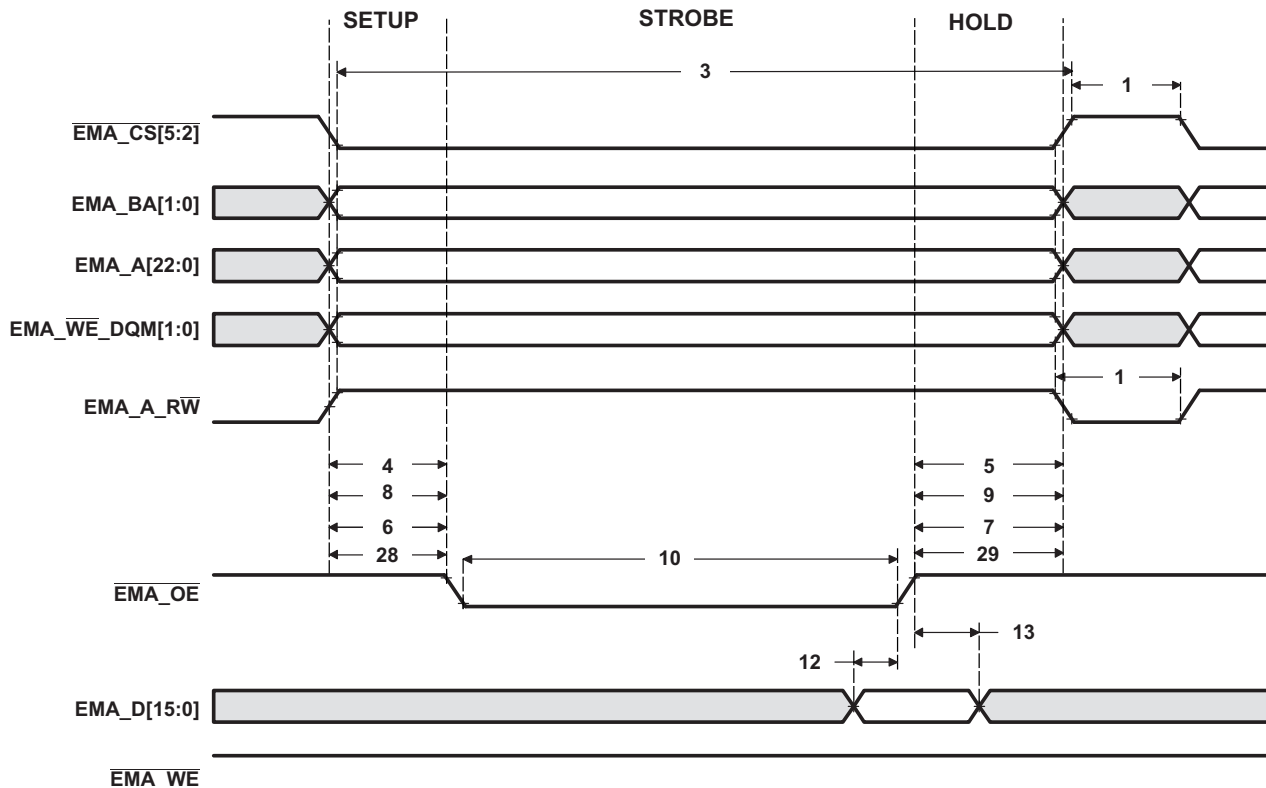 SETUP STROBE HOLD
3
1
EMA_CS[5:2]
EMA_BA[1:0]
EMA_A[22:0]
EMA_WE_DQM[1:0]
1
EMA_A_RW
4 5
8 9
6 7
28 29
10
EMA_OE
13
12
EMA_D[15:0]
EMA_WE